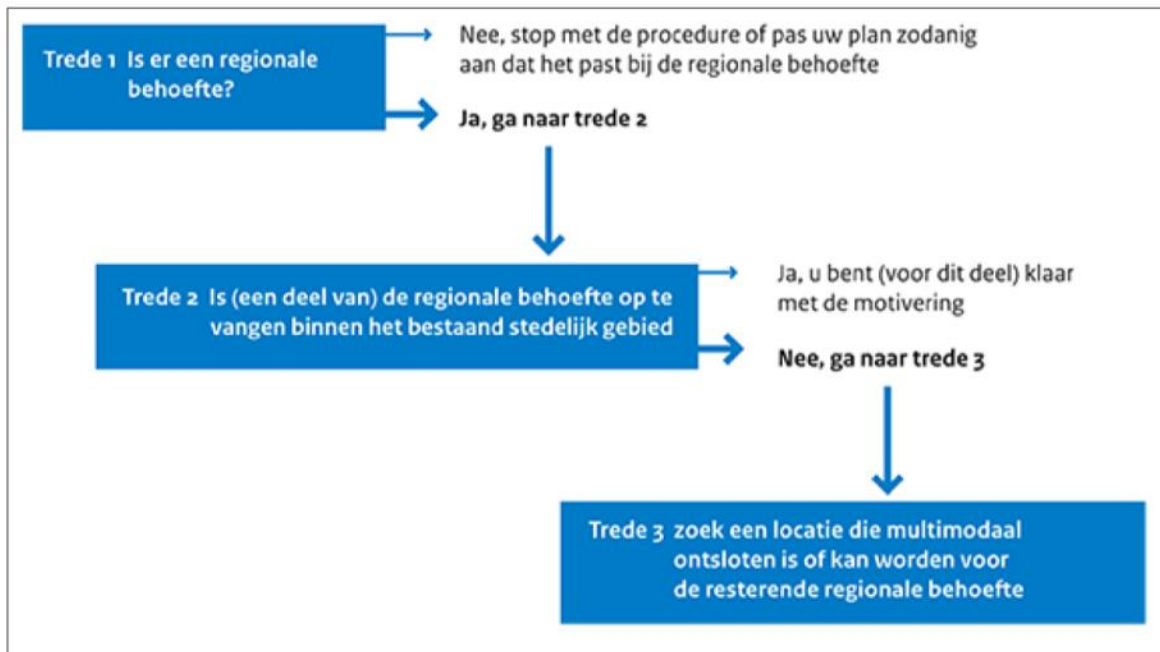 Trede 1 Is er een regionale
behoefte?
Nee, stop met de procedure of pas uw plan zodanig
aan dat het past bij de regionale behoefte
Ja, ga naar trede 2
Trede 2 Is (een deel van) de regionale behoefte op te
vangen binnen het bestaand stedelijk gebied
Ja, u bent (voor dit deel) klaar
met de motivering
Nee, ga naar trede 3
Trede 3 zoek een locatie die multimodaal
ontsloten is of kan worden voor
de resterende regionale behoefte